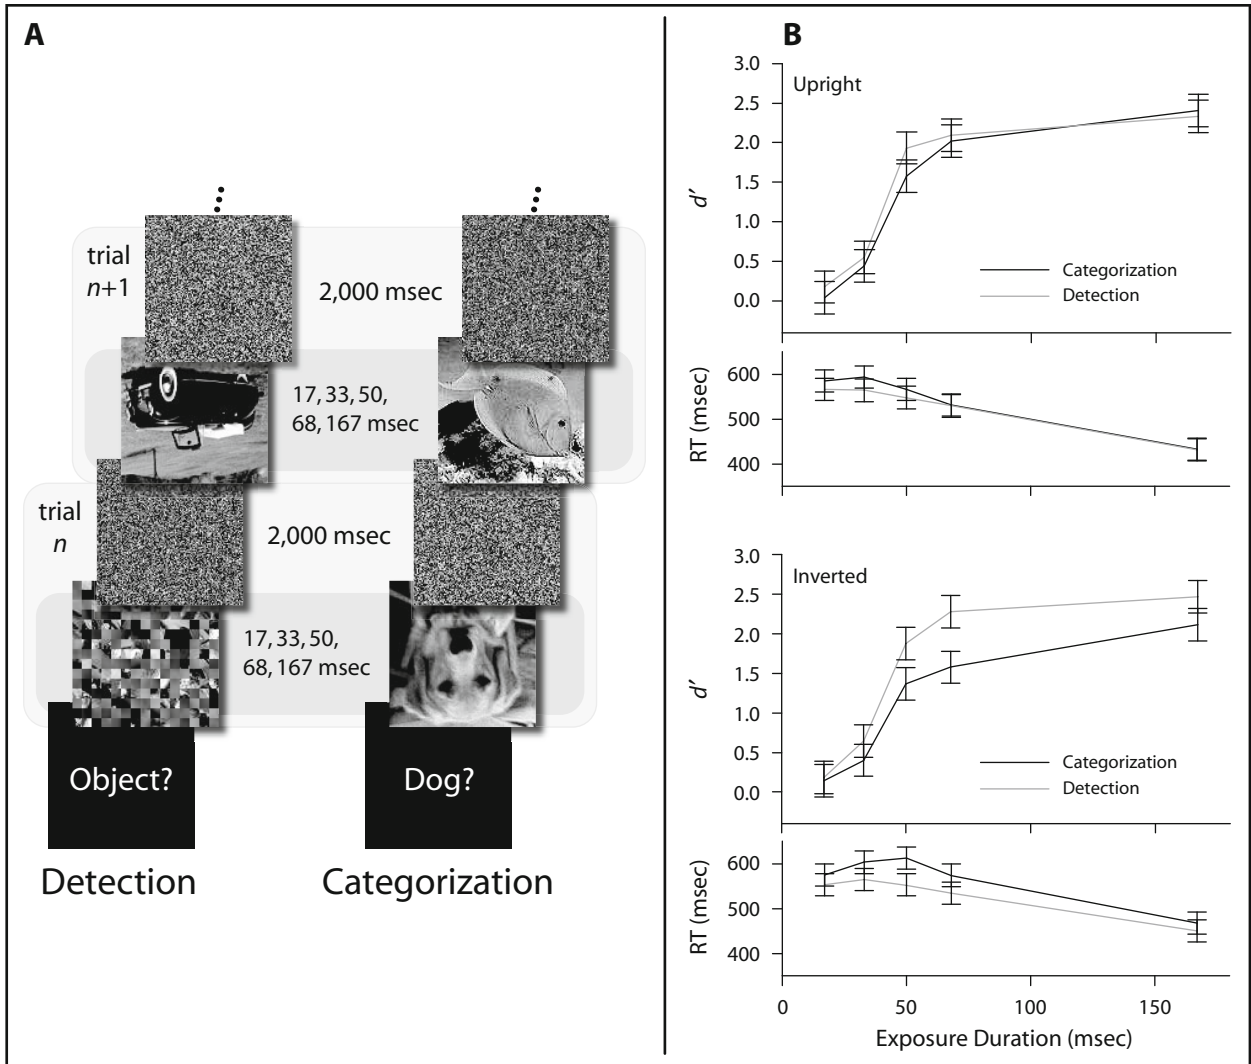 A
trial
n+1
2,000 msec
17, 33, 50,
68, 167 msec
trial
n
2,000 msec
17, 33, 50,
68, 167 msec
Object?
Dog?
Detection
Categorization
B
3.0
Upright
2.5
2.0
1.5
1.0
0.5
0.0
d′
Categorization
Detection
600
500
400
RT (msec)
3.0
Inverted
2.5
2.0
1.5
1.0
0.5
0.0
d′
Categorization
Detection
600
500
400
RT (msec)
0 50 100 150
Exposure Duration (msec)